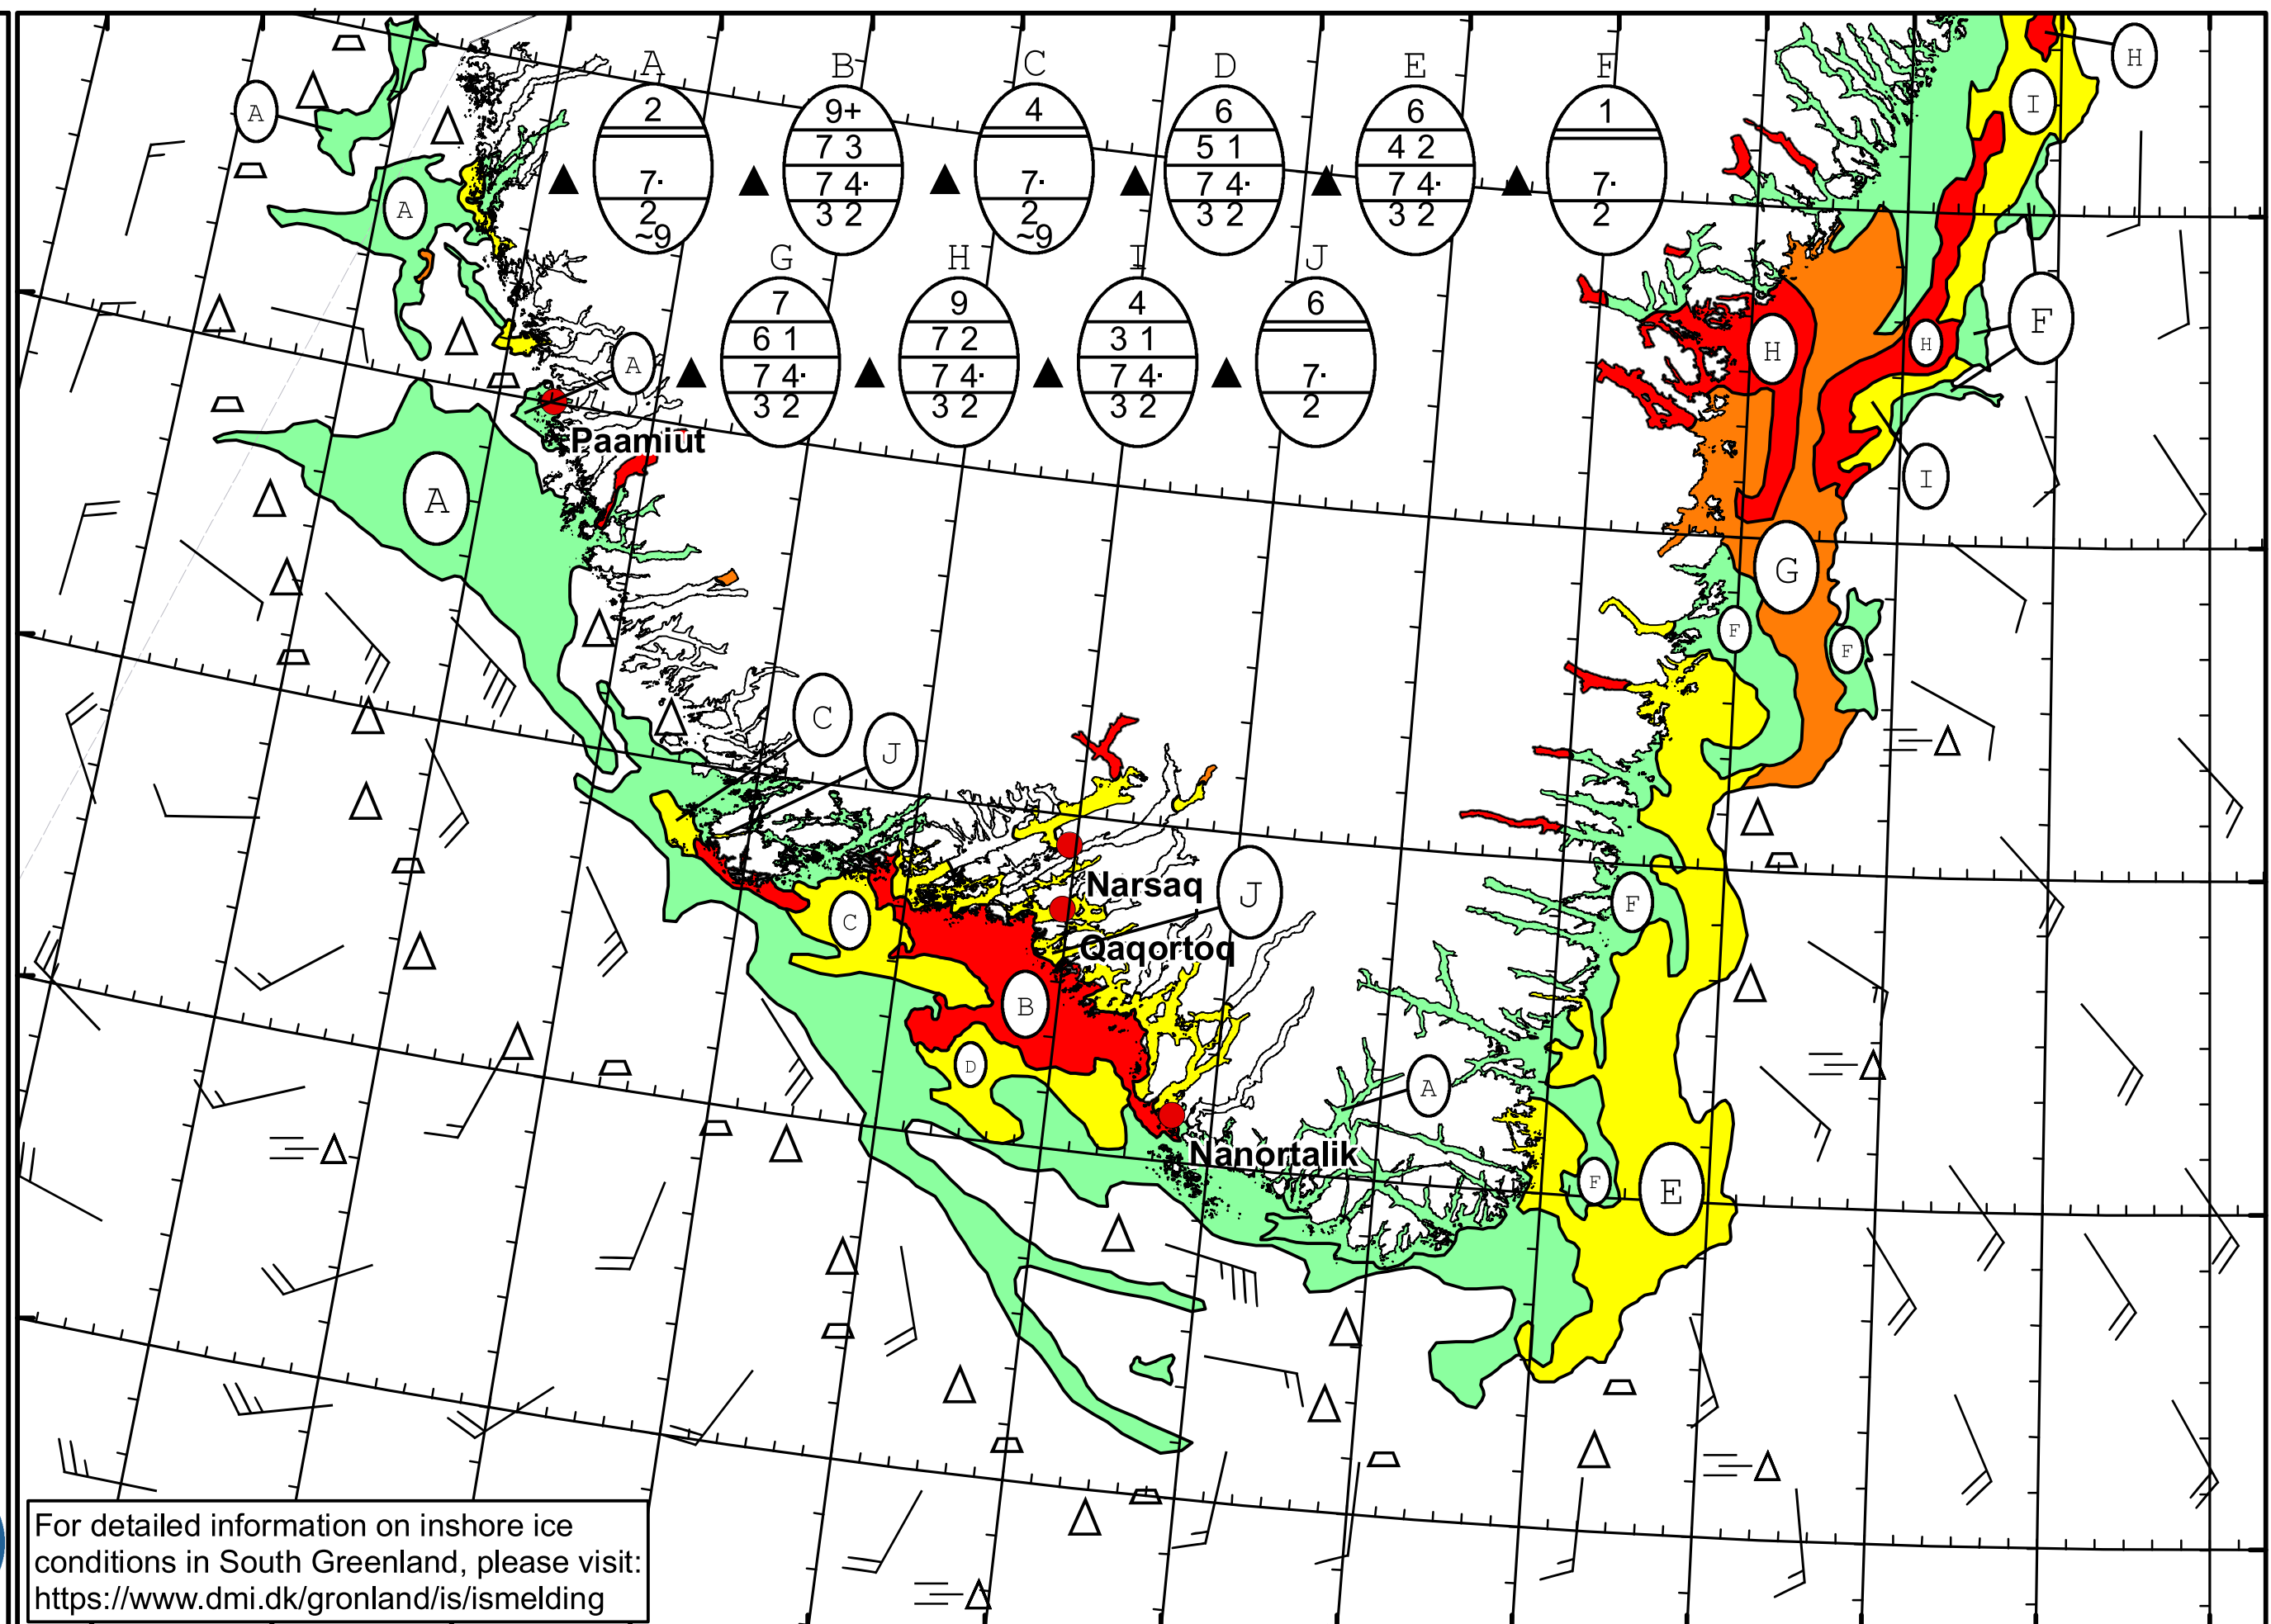 A B C D E F
2 9+ 4 6 6 1
7 3 5 1 4 2
7· 7 4· 7· 7 4· 7 4· 7·
2 3 2 2 3 2 3 2 2
~9 ~9
G H I J
7 9 4 6
6 1 7 2 3 1
7 4· 7 4· 7 4· 7·
3 2 3 2 3 2 2
H
I
A
A
F
H
H
A
Paamiut
I
A
G
F
F
C
J
Narsaq
J
F
C
Qaqortoq
B
D
A
Nanortalik
F
E
For detailed information on inshore ice
conditions in South Greenland, please visit:
https://www.dmi.dk/gronland/is/ismelding